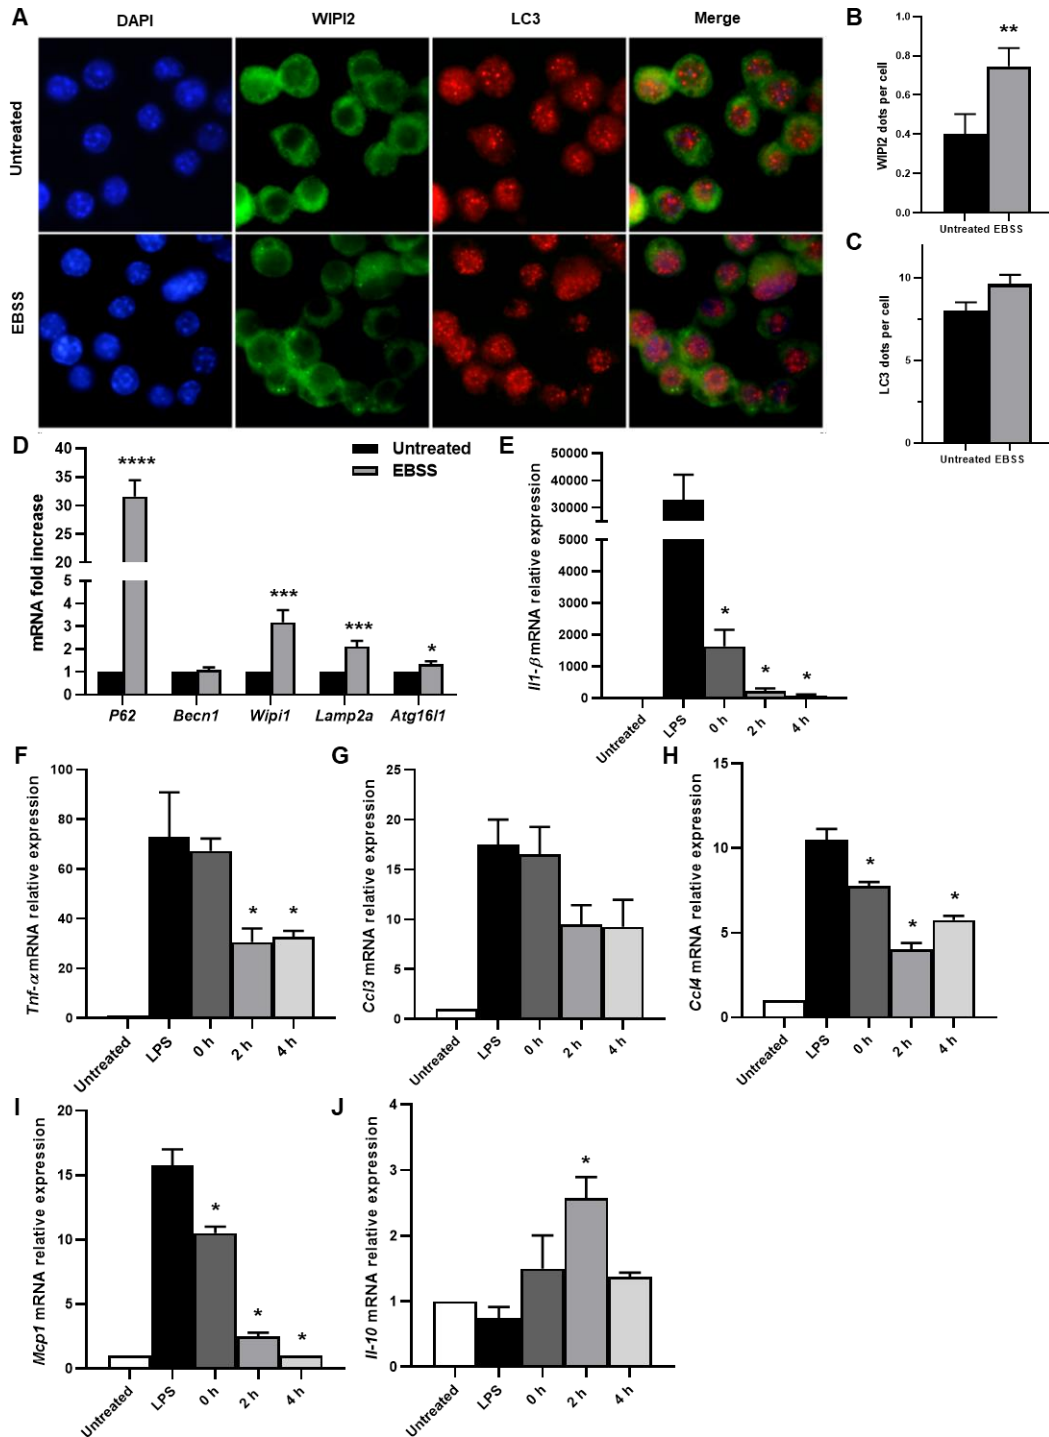 A
DAPI
WIPI2
LC3
Merge
Untreated
EBSS
B
WIPI2 dots per cell
1.0
0.8
0.6
0.4
0.2
0.0
**
Untreated EBSS
C
LC3 dots per cell
10
5
0
Untreated EBSS
D
mRNA fold increase
40
35
30
25
20
5
4
3
2
1
0
****
***
***
*
Untreated
EBSS
P62
Becn1
Wipi1
Lamp2a
Atg16l1
E
Il1-β mRNA relative expression
50000
40000
30000
5000
4000
3000
2000
1000
0
*
*
*
Untreated
LPS
0 h
2 h
4 h
F
Tnf-α mRNA relative expression
100
80
60
40
20
0
*
*
Untreated
LPS
0 h
2 h
4 h
G
Ccl3 mRNA relative expression
25
20
15
10
5
0
Untreated
LPS
0 h
2 h
4 h
H
Ccl4 mRNA relative expression
15
10
5
0
*
*
*
Untreated
LPS
0 h
2 h
4 h
I
Mcp1 mRNA relative expression
20
15
10
5
0
*
*
*
Untreated
LPS
0 h
2 h
4 h
J
Il-10 mRNA relative expression
4
3
2
1
0
*
Untreated
LPS
0 h
2 h
4 h